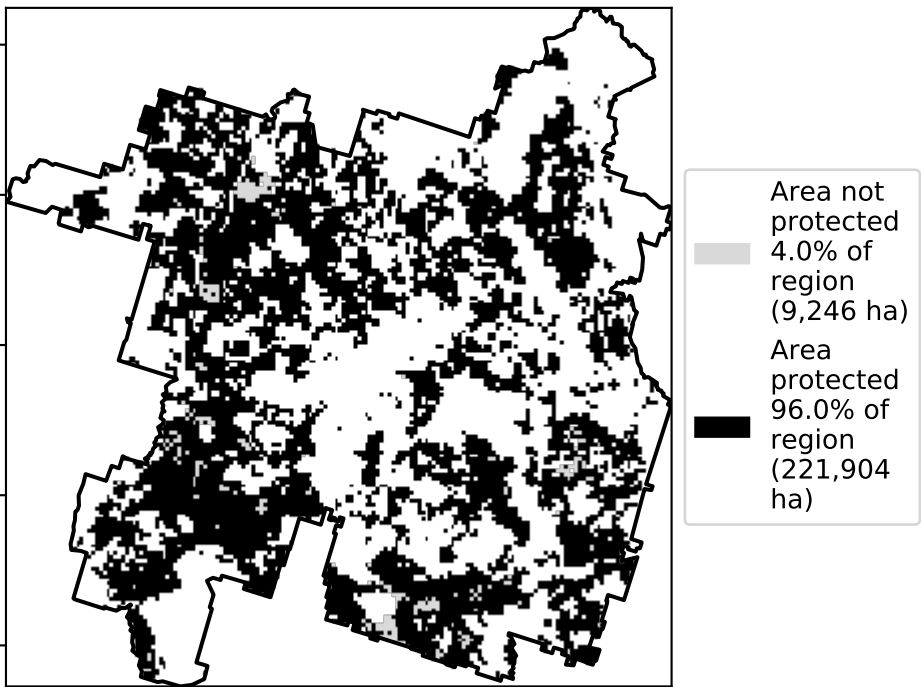 Area not
protected
4.0% of
region
(9,246 ha)
Area
protected
96.0% of
region
(221,904
ha)